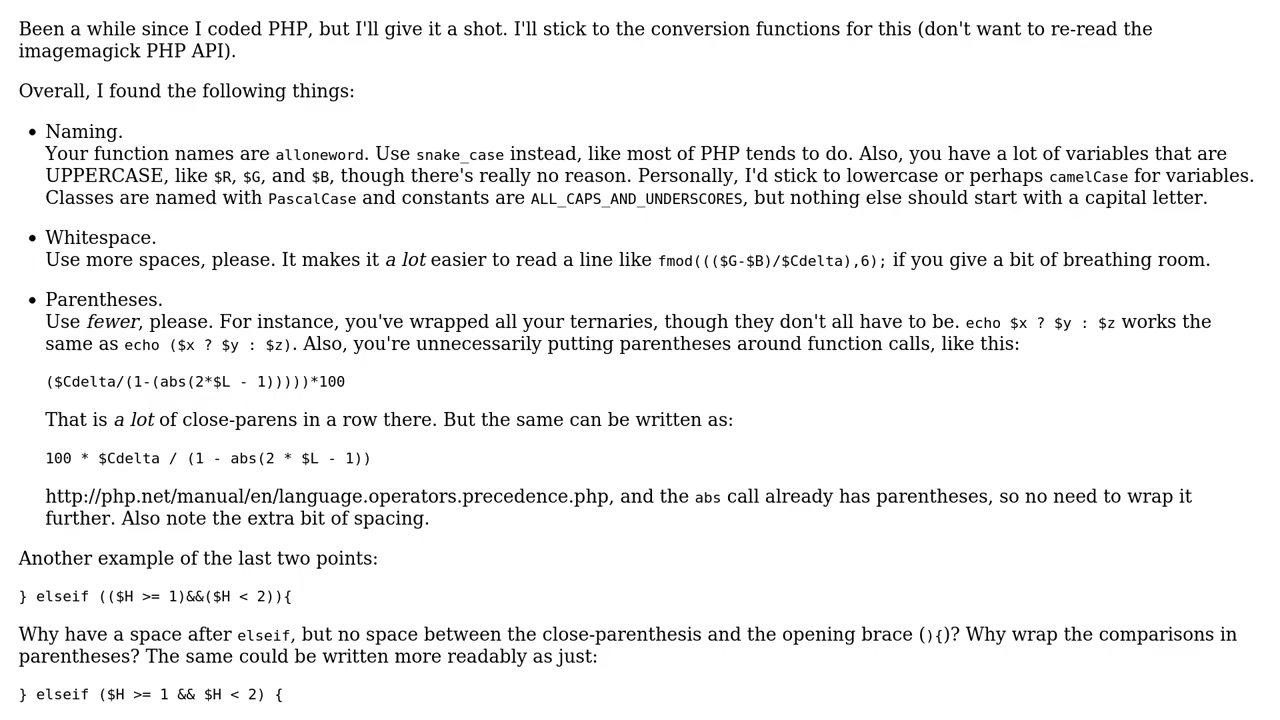 Been a while since I coded PHP, but I'll give it a shot. I'll stick to the conversion functions for this (don't want to re-read the
imagemagick PHP API).
Overall, I found the following things:
• Naming.
Your function names are alloneword. Use snake_case instead, like most of PHP tends to do. Also, you have a lot of variables that are
UPPERCASE, like $R, $G, and $B, though there's really no reason. Personally, I'd stick to lowercase or perhaps camelCase for variables.
Classes are named with PascalCase and constants are ALL_CAPS_AND_UNDERSCORES, but nothing else should start with a capital letter.
• Whitespace.
Use more spaces, please. It makes it a lot easier to read a line like fmod((($G-$B)/$Cdelta),6); if you give a bit of breathing room.
• Parentheses.
Use fewer, please. For instance, you've wrapped all your ternaries, though they don't all have to be. echo $x ? $y : $z works the
same as echo ($x ? $y : $z). Also, you're unnecessarily putting parentheses around function calls, like this:
($Cdelta/(1-(abs(2*$L - 1)))))*100
That is a lot of close-parens in a row there. But the same can be written as:
100 * $Cdelta / (1 - abs(2 * $L - 1))
http://php.net/manual/en/language.operators.precedence.php, and the abs call already has parentheses, so no need to wrap it
further. Also note the extra bit of spacing.
Another example of the last two points:
} elseif (($H >= 1)&&($H < 2)){
Why have a space after elseif, but no space between the close-parenthesis and the opening brace (){)? Why wrap the comparisons in
parentheses? The same could be written more readably as just:
} elseif ($H >= 1 && $H < 2) {